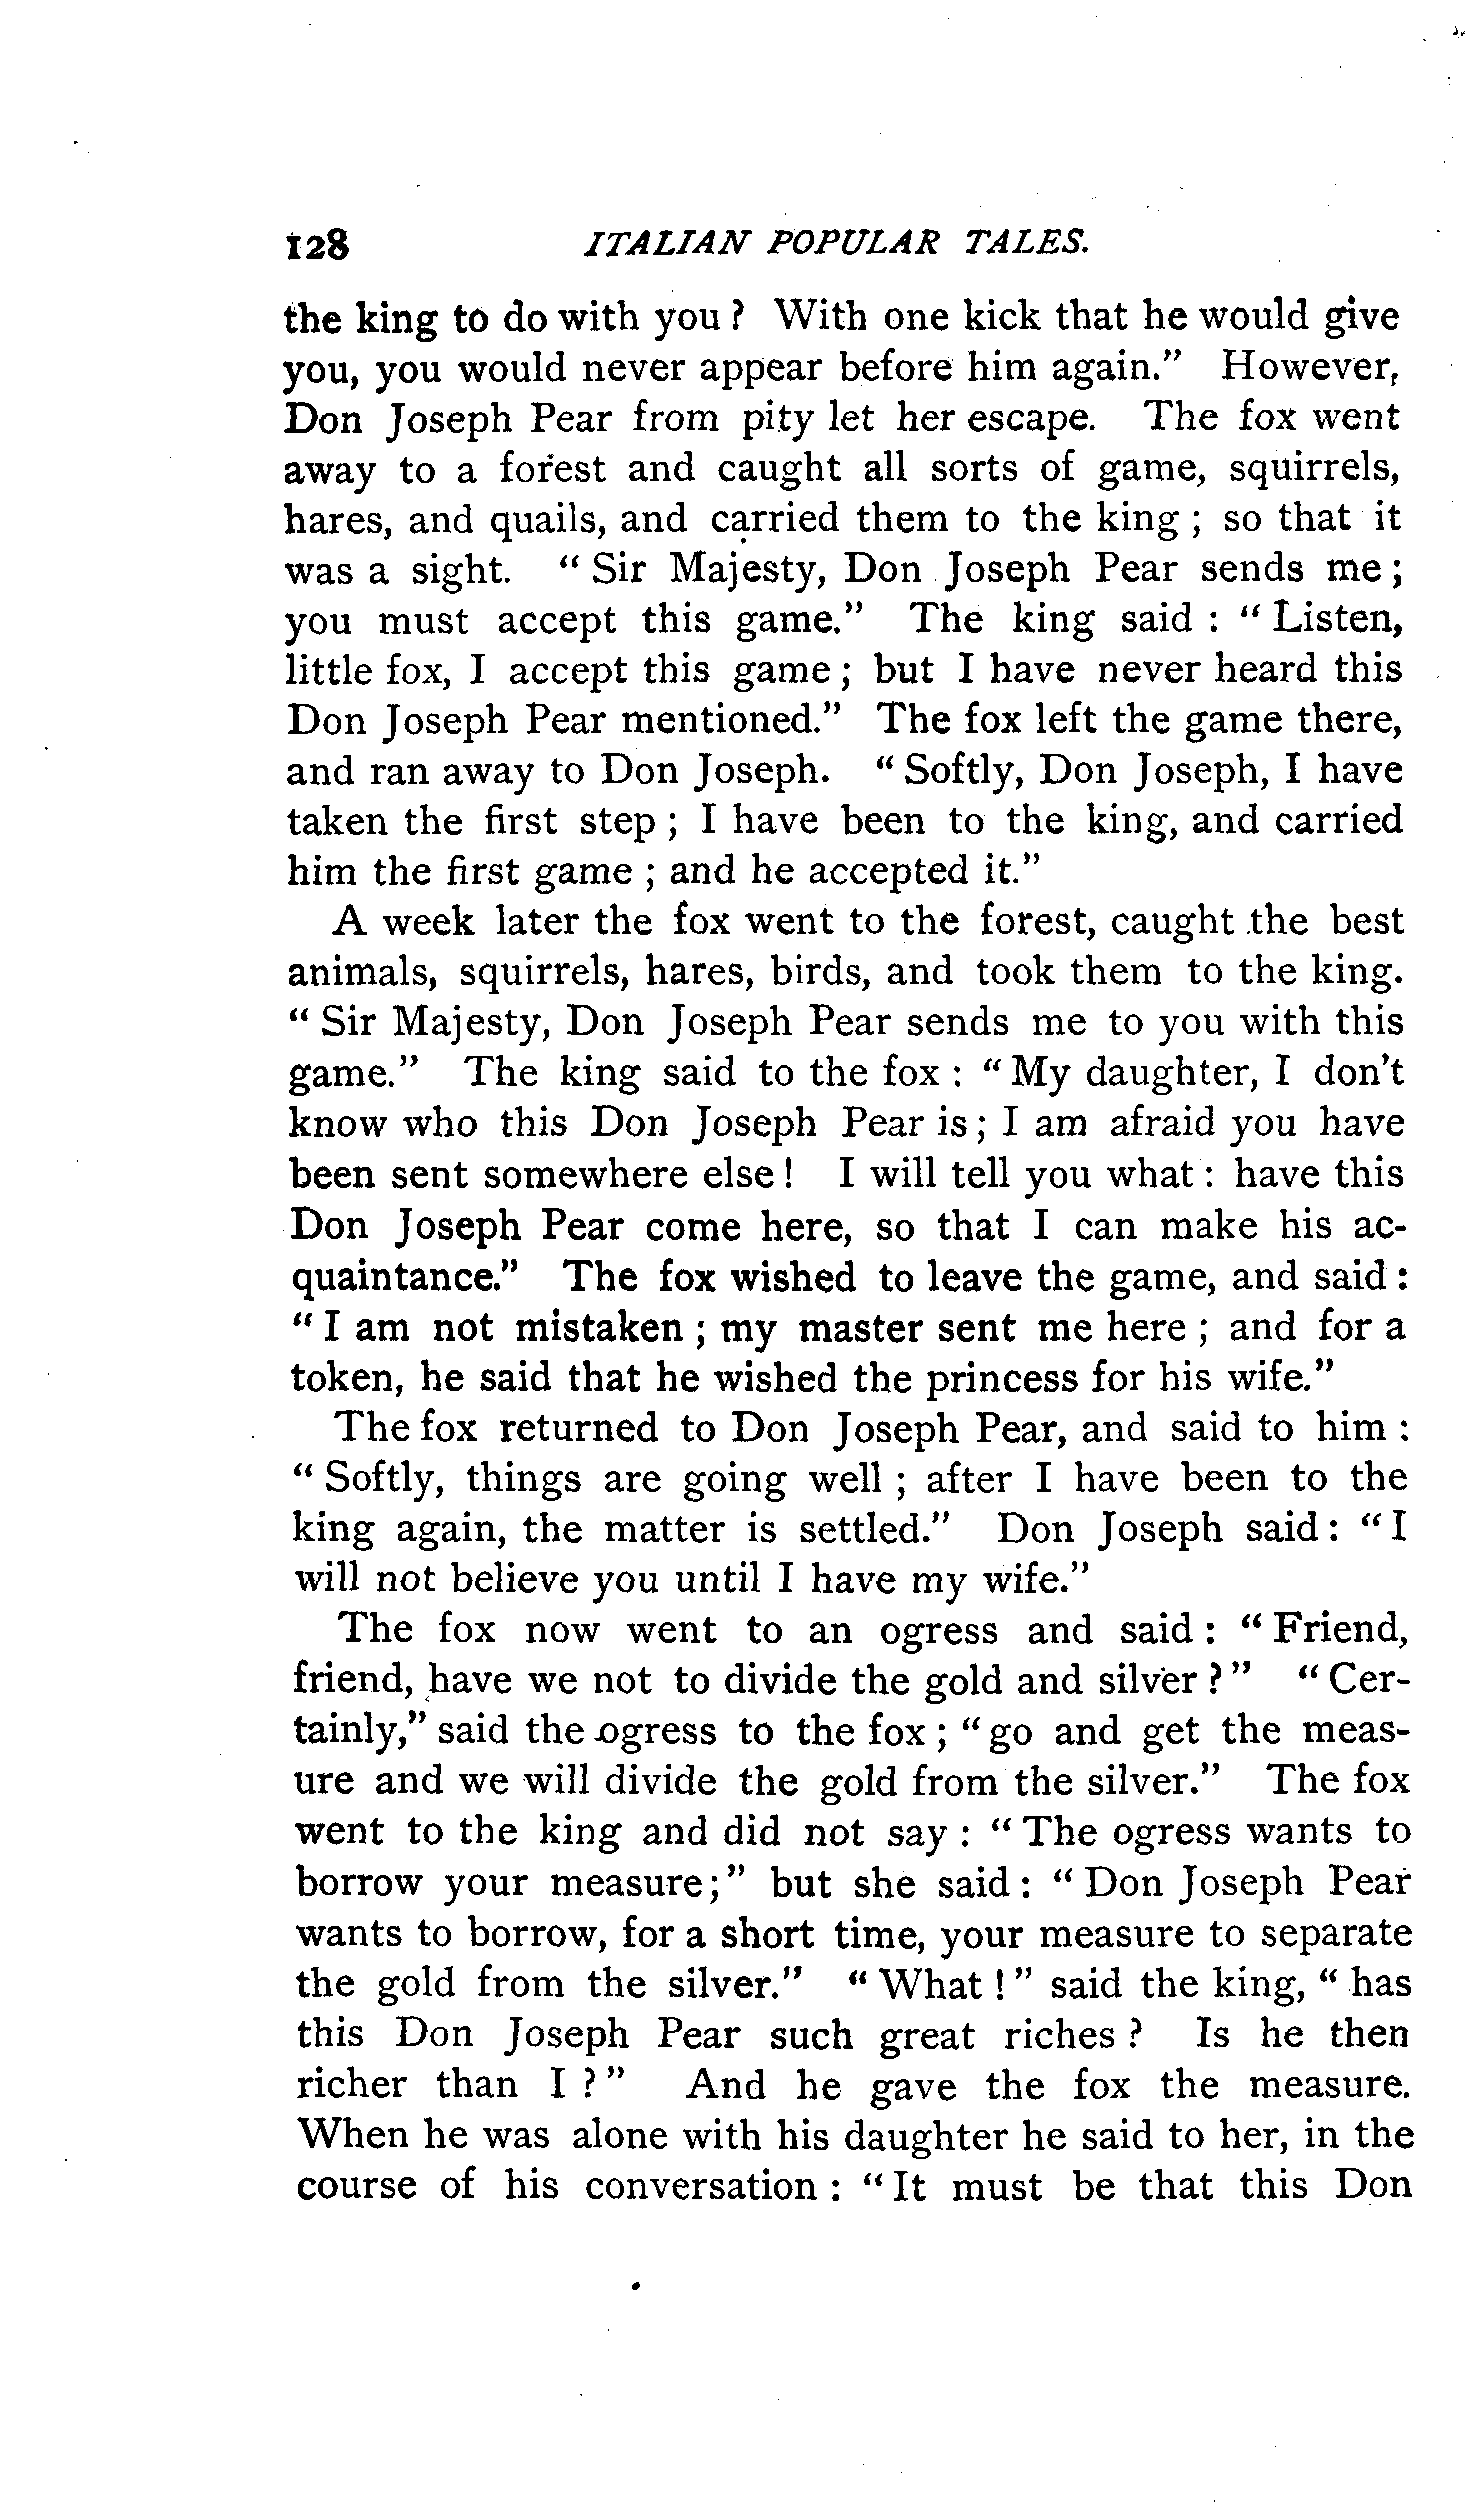 128 ITALIAN POPULAR TALES.
the king to do with you? With one kick that he would give
you, you would never appear before him again." However,
Don Joseph Pear from pity let her escape. The fox went
away to a forest and caught all sorts of game, squirrels,
hares, and quails, and carried them to the king; so that it
was a sight. "Sir Majesty, Don Joseph Pear sends me;
you must accept this game." The king said: "Listen,
little fox, I accept this game; but I have never heard this
Don Joseph Pear mentioned." The fox left the game there,
and ran away to Don Joseph. "Softly, Don Joseph, I have
taken the first step; I have been to the king, and carried
him the first game; and he accepted it."
A week later the fox went to the forest, caught the best
animals, squirrels, hares, birds, and took them to the king.
"Sir Majesty, Don Joseph Pear sends me to you with this
game." The king said to the fox: "My daughter, I don't
know who this Don Joseph Pear is; I am afraid you have
been sent somewhere else! I will tell you what: have this
Don Joseph Pear come here, so that I can make his ac-
quaintance." The fox wished to leave the game, and said:
"I am not mistaken; my master sent me here; and for a
token, he said that he wished the princess for his wife."
The fox returned to Don Joseph Pear, and said to him:
"Softly, things are going well; after I have been to the
king again, the matter is settled." Don Joseph said: "I
will not believe you until I have my wife."
The fox now went to an ogress and said: "Friend,
friend, have we not to divide the gold and silver?" "Cer-
tainly," said the ogress to the fox; "go and get the meas-
ure and we will divide the gold from the silver." The fox
went to the king and did not say: "The ogress wants to
borrow your measure;" but she said: "Don Joseph Pear
wants to borrow, for a short time, your measure to separate
the gold from the silver." "What!" said the king, "has
this Don Joseph Pear such great riches? Is he then
richer than I?" And he gave the fox the measure.
When he was alone with his daughter he said to her, in the
course of his conversation: "It must be that this Don